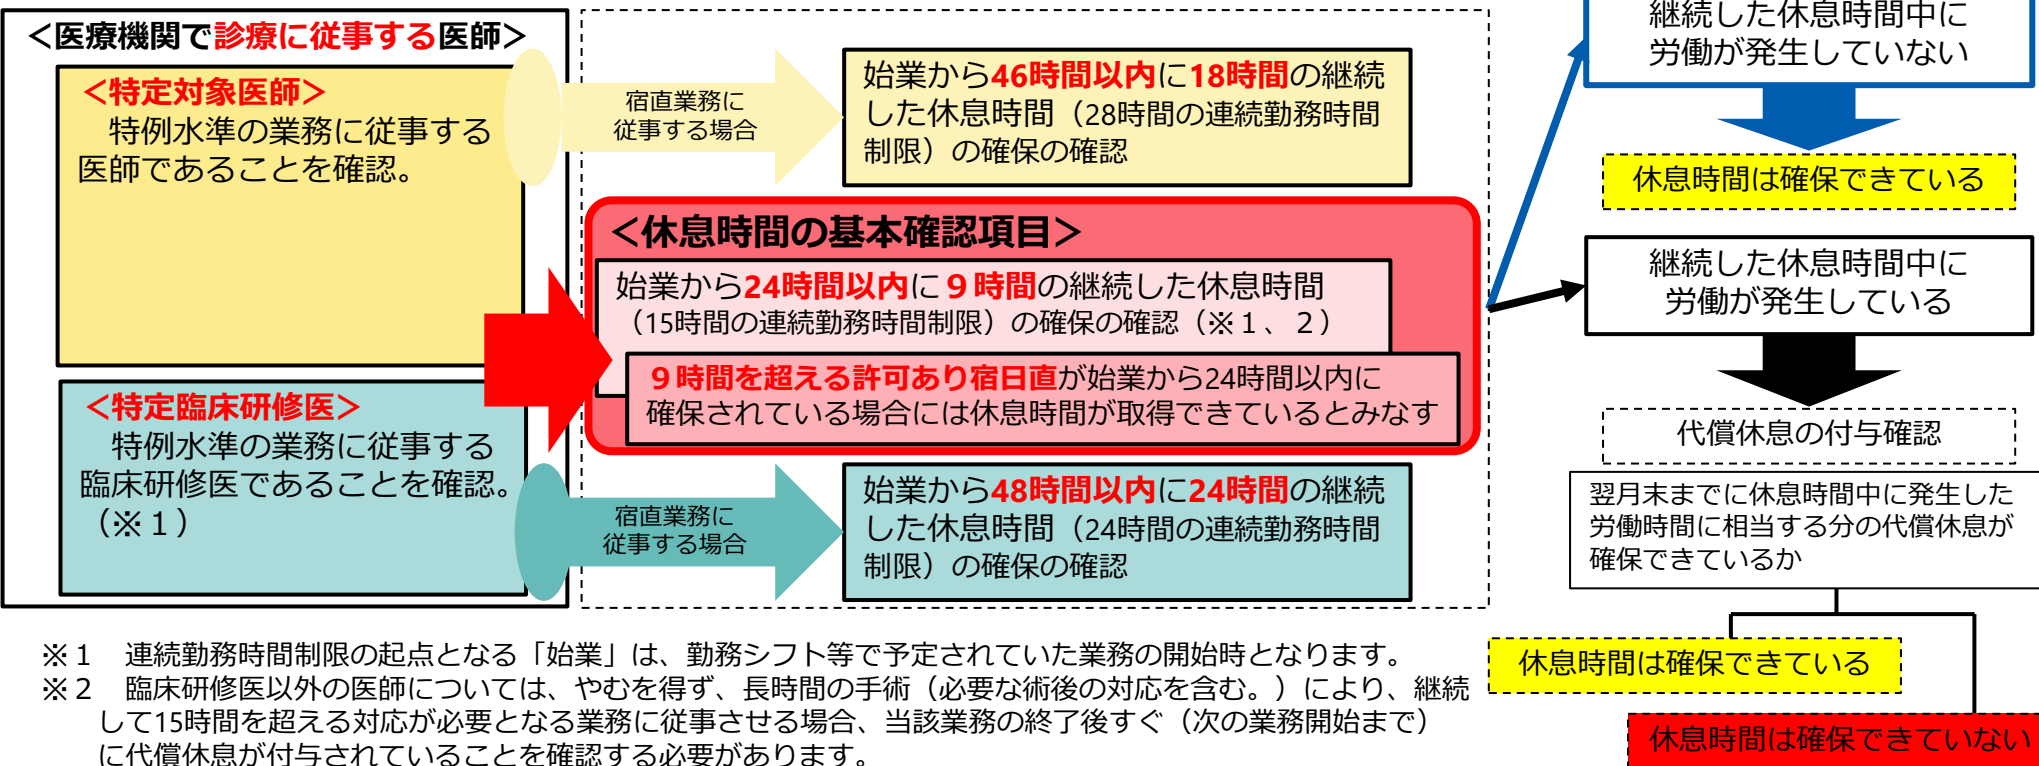 ＜医療機関で診療に従事する医師＞
＜特定対象医師＞
特例水準の業務に従事する
医師であることを確認。
＜特定臨床研修医＞
特例水準の業務に従事する
臨床研修医であることを確認。
（※１）
宿直業務に
従事する場合
始業から46時間以内に18時間の継続
した休息時間（28時間の連続勤務時間
制限）の確保の確認
＜休息時間の基本確認項目＞
始業から24時間以内に９時間の継続した休息時間
（15時間の連続勤務時間制限）の確保の確認（※１、２）
９時間を超える許可あり宿日直が始業から24時間以内に
確保されている場合には休息時間が取得できているとみなす
宿直業務に
従事する場合
始業から48時間以内に24時間の継続
した休息時間（24時間の連続勤務時間
制限）の確保の確認
継続した休息時間中に
労働が発生していない
休息時間は確保できている
継続した休息時間中に
労働が発生している
代償休息の付与確認
翌月末までに休息時間中に発生した
労働時間に相当する分の代償休息が
確保できているか
休息時間は確保できている
休息時間は確保できていない
※１　連続勤務時間制限の起点となる「始業」は、勤務シフト等で予定されていた業務の開始時となります。
※２　臨床研修医以外の医師については、やむを得ず、長時間の手術（必要な術後の対応を含む。）により、継続
して15時間を超える対応が必要となる業務に従事させる場合、当該業務の終了後すぐ（次の業務開始まで）
に代償休息が付与されていることを確認する必要があります。